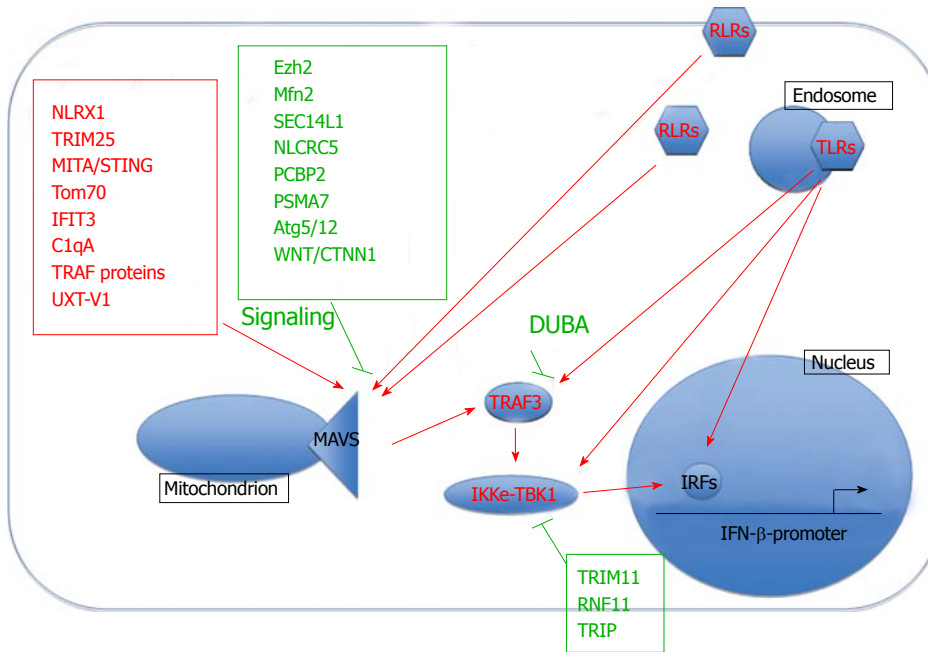 RLRs
Ezh2
Mfn2
SEC14L1
NLCRC5
PCBP2
PSMA7
Atg5/12
WNT/CTNN1
NLRX1
TRIM25
MITA/STING
Tom70
IFIT3
C1qA
TRAF proteins
UXT-V1
RLRs
Endosome
TLRs
Signaling
DUBA
Nucleus
TRAF3
MAVS
Mitochondrion
IKKe-TBK1
IRFs
IFN-β-promoter
TRIM11
RNF11
TRIP